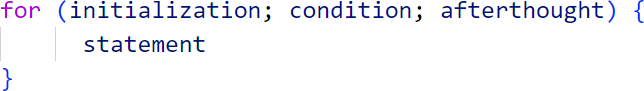 for (initialization; condition; afterthought) {
      statement
}